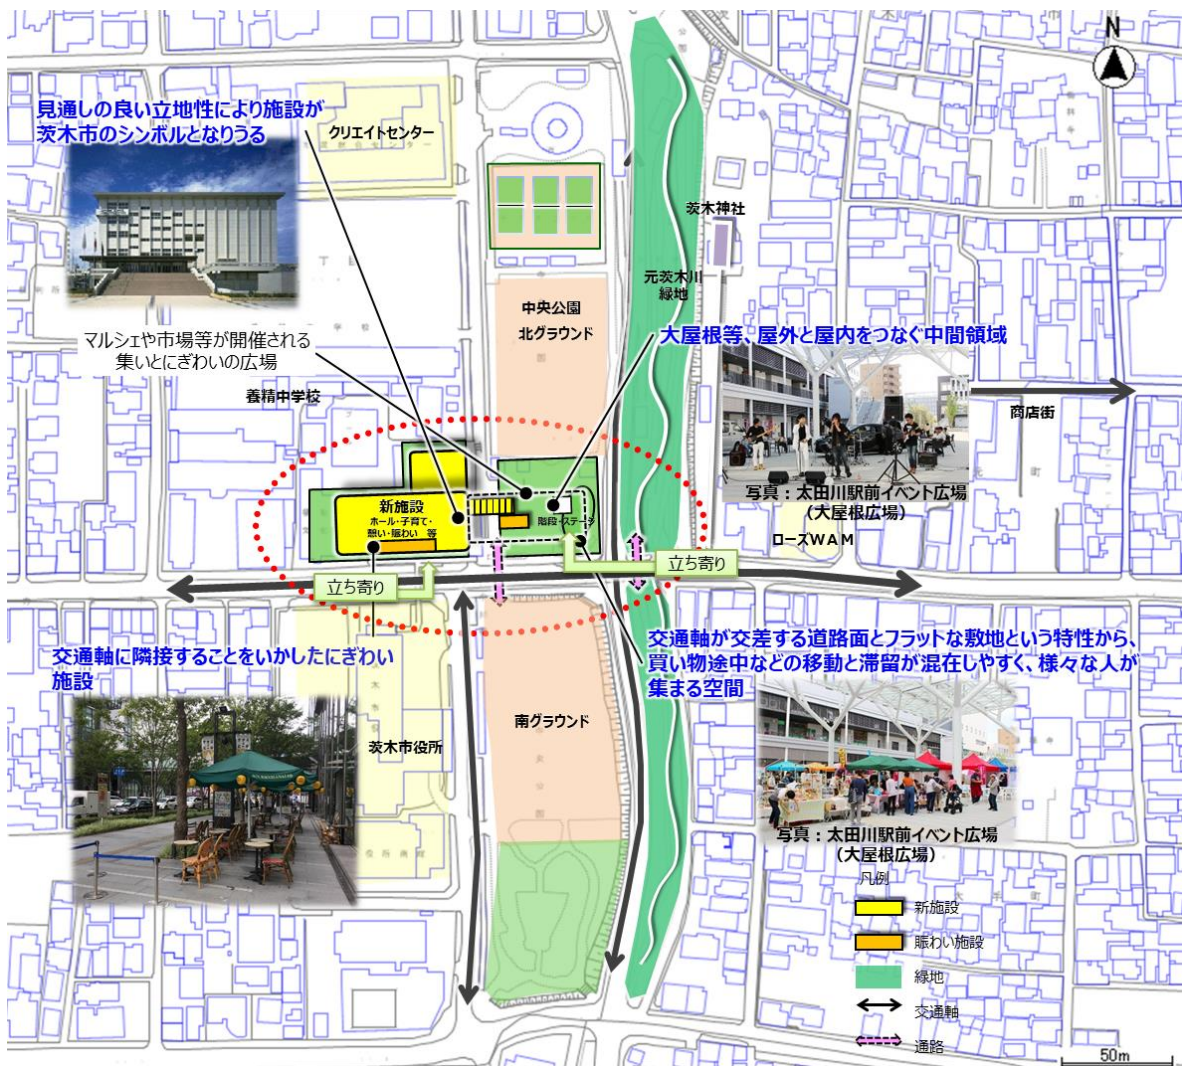 N
見通しの良い立地性により施設が
茨木市のシンボルとなりうる
クリエイトセンター
茨木神社
元茨木川
緑地
中央公園
北グラウンド
マルシェや市場等が開催される
集いとにぎわいの広場
大屋根等、屋外と屋内をつなぐ中間領域
養精中学校
商店街
写真：太田川駅前イベント広場
（大屋根広場）
新施設
ホール・子育て・
憩い・賑わい 等
階段・ステージ
ローズWAM
立ち寄り
立ち寄り
交通軸に隣接することをいかしたにぎわい
施設
交通軸が交差する道路面とフラットな敷地という特性から、
買い物途中などの移動と滞留が混在しやすく、様々な人が
集まる空間
南グラウンド
茨木市役所
写真：太田川駅前イベント広場
（大屋根広場）
凡例
新施設
賑わい施設
緑地
交通軸
通路
50m